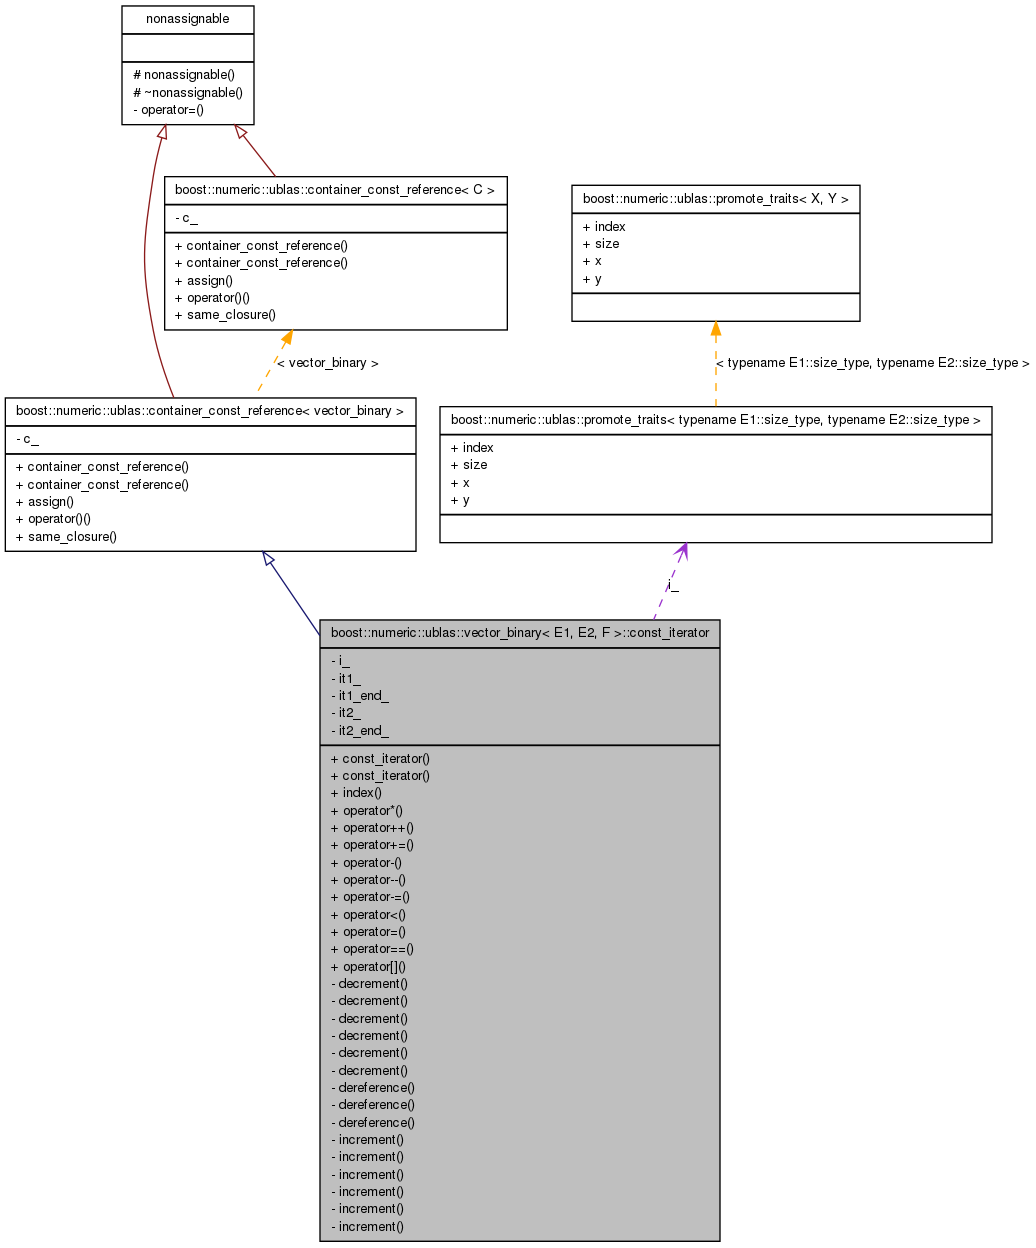 nonassignable
# nonassignable()
# ~nonassignable()
- operator=()
boost::numeric::ublas::container_const_reference< C >
- c_
+ container_const_reference()
+ container_const_reference()
+ assign()
+ operator()()
+ same_closure()
boost::numeric::ublas::promote_traits< X, Y >
+ index
+ size
+ x
+ y
< vector_binary >
< typename E1::size_type, typename E2::size_type >
boost::numeric::ublas::container_const_reference< vector_binary >
- c_
+ container_const_reference()
+ container_const_reference()
+ assign()
+ operator()()
+ same_closure()
boost::numeric::ublas::promote_traits< typename E1::size_type, typename E2::size_type >
+ index
+ size
+ x
+ y
i_
boost::numeric::ublas::vector_binary< E1, E2, F >::const_iterator
- i_
- it1_
- it1_end_
- it2_
- it2_end_
+ const_iterator()
+ const_iterator()
+ index()
+ operator*()
+ operator++()
+ operator+=()
+ operator-()
+ operator--()
+ operator-=()
+ operator<()
+ operator=()
+ operator==()
+ operator[]()
- decrement()
- decrement()
- decrement()
- decrement()
- decrement()
- decrement()
- dereference()
- dereference()
- dereference()
- increment()
- increment()
- increment()
- increment()
- increment()
- increment()